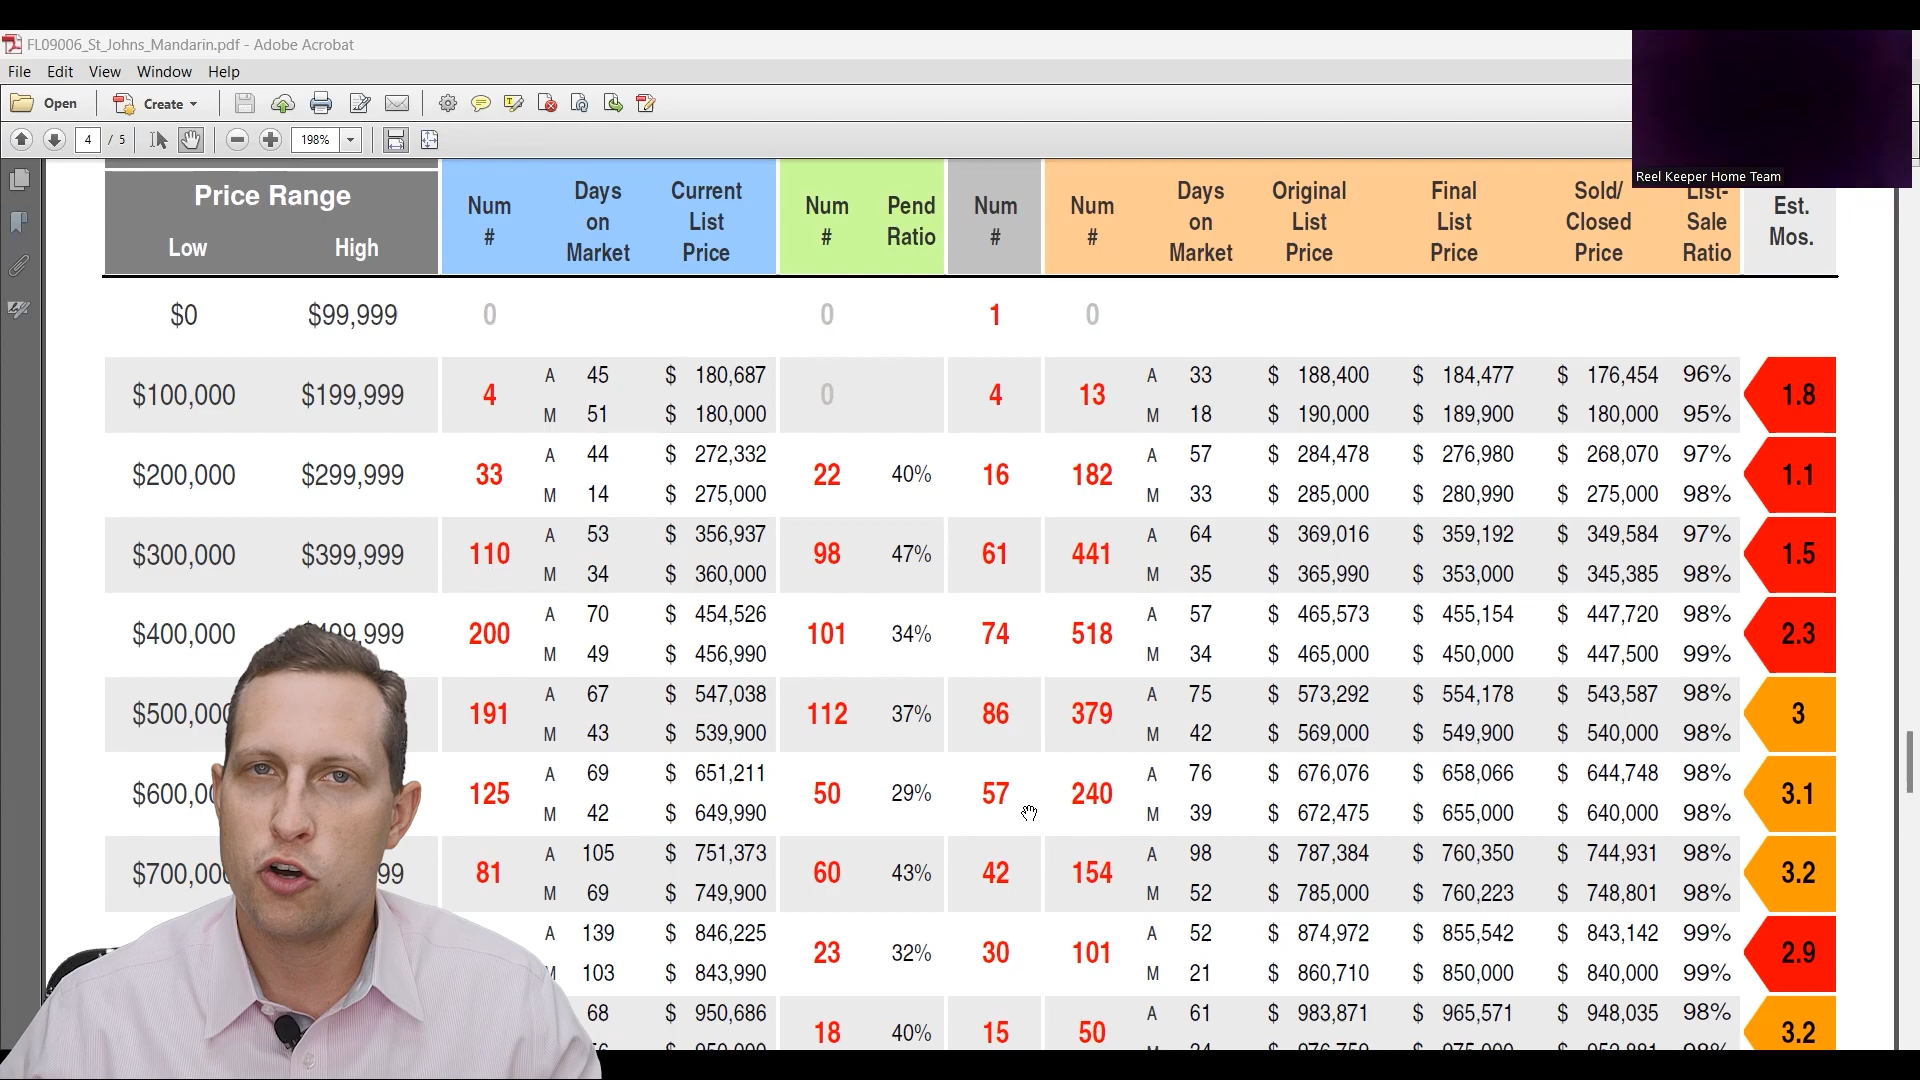 FL09006_St_Johns_Mandarin.pdf - Adobe Acrobat
File Edit View Window Help
Open Create
4 / 5 198%
Reel Keeper Home Team
Price Range
Low High
Num #
Days on Market
Current List Price
Num #
Pend Ratio
Num #
Num #
Days on Market
Original List Price
Final List Price
Sold/ Closed Price
List- Sale Ratio
Est. Mos.
$0 $99,999 0 0 1 0
A 45 $ 180,687 A 33 $ 188,400 $ 184,477 $ 176,454 96%
$100,000 $199,999 4 0 4 13 1.8
M 51 $ 180,000 M 18 $ 190,000 $ 189,900 $ 180,000 95%
A 44 $ 272,332 A 57 $ 284,478 $ 276,980 $ 268,070 97%
$200,000 $299,999 33 22 40% 16 182 1.1
M 14 $ 275,000 M 33 $ 285,000 $ 280,990 $ 275,000 98%
A 53 $ 356,937 A 64 $ 369,016 $ 359,192 $ 349,584 97%
$300,000 $399,999 110 98 47% 61 441 1.5
M 34 $ 360,000 M 35 $ 365,990 $ 353,000 $ 345,385 98%
A 70 $ 454,526 A 57 $ 465,573 $ 455,154 $ 447,720 98%
$400,000 $499,999 200 101 34% 74 518 2.3
M 49 $ 456,990 M 34 $ 465,000 $ 450,000 $ 447,500 99%
A 67 $ 547,038 A 75 $ 573,292 $ 554,178 $ 543,587 98%
$500,000 191 112 37% 86 379 3
M 43 $ 539,900 M 42 $ 569,000 $ 549,900 $ 540,000 98%
A 69 $ 651,211 A 76 $ 676,076 $ 658,066 $ 644,748 98%
$600,00 125 50 29% 57 240 3.1
M 42 $ 649,990 M 39 $ 672,475 $ 655,000 $ 640,000 98%
A 105 $ 751,373 A 98 $ 787,384 $ 760,350 $ 744,931 98%
$700,000 99 81 60 43% 42 154 3.2
M 69 $ 749,900 M 52 $ 785,000 $ 760,223 $ 748,801 98%
A 139 $ 846,225 A 52 $ 874,972 $ 855,542 $ 843,142 99%
23 32% 30 101 2.9
M 103 $ 843,990 M 21 $ 860,710 $ 850,000 $ 840,000 99%
68 $ 950,686 A 61 $ 983,871 $ 965,571 $ 948,035 98%
18 40% 15 50 3.2